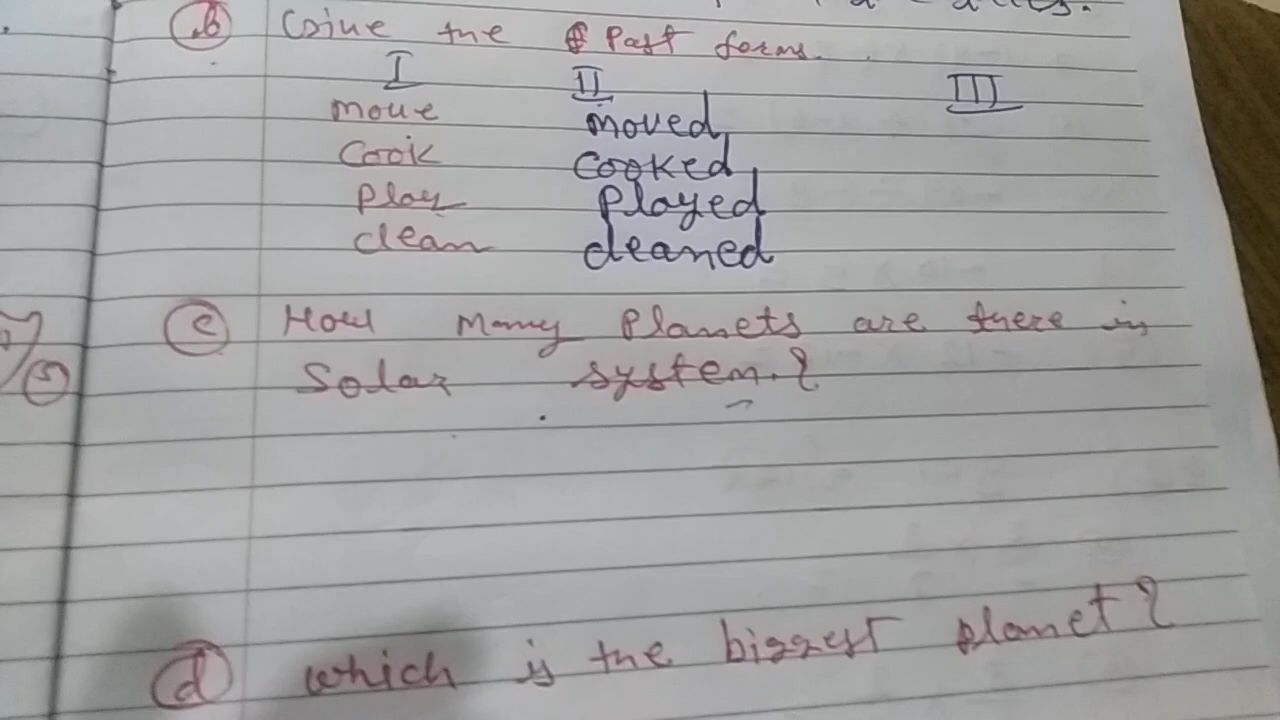 b Give the Past forms.
I II III
move moved
Cook cooked
Play Played
clean cleaned
c How many Planets are there in
Solar system.?
d which is the biggest planet?